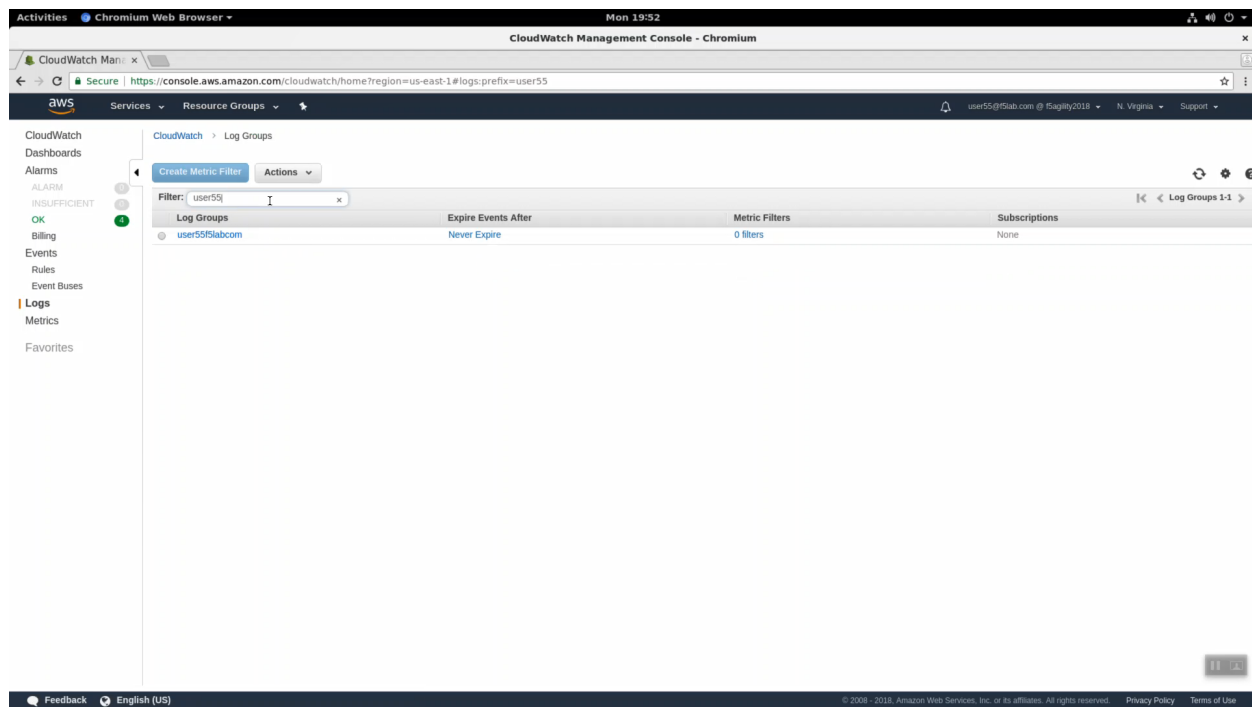 Activities Chromium Web Browser Mon 19:52
CloudWatch Management Console - Chromium ×
CloudWatch Man ×
Secure | https://console.aws.amazon.com/cloudwatch/home?region=us-east-1#logs:prefix=user55
aws Services Resource Groups user55@f5lab.com @ f5agility2018 N. Virginia Support
CloudWatch
Dashboards
Alarms
ALARM 0
INSUFFICIENT 0
OK 4
Billing
Events
Rules
Event Buses
Logs
Metrics
Favorites
CloudWatch > Log Groups
Create Metric Filter Actions
Filter: user55 × Log Groups 1-1
Log Groups Expire Events After Metric Filters Subscriptions
user55f5labcom Never Expire 0 filters None
Feedback English (US) © 2008 - 2018, Amazon Web Services, Inc. or its affiliates. All rights reserved. Privacy Policy Terms of Use